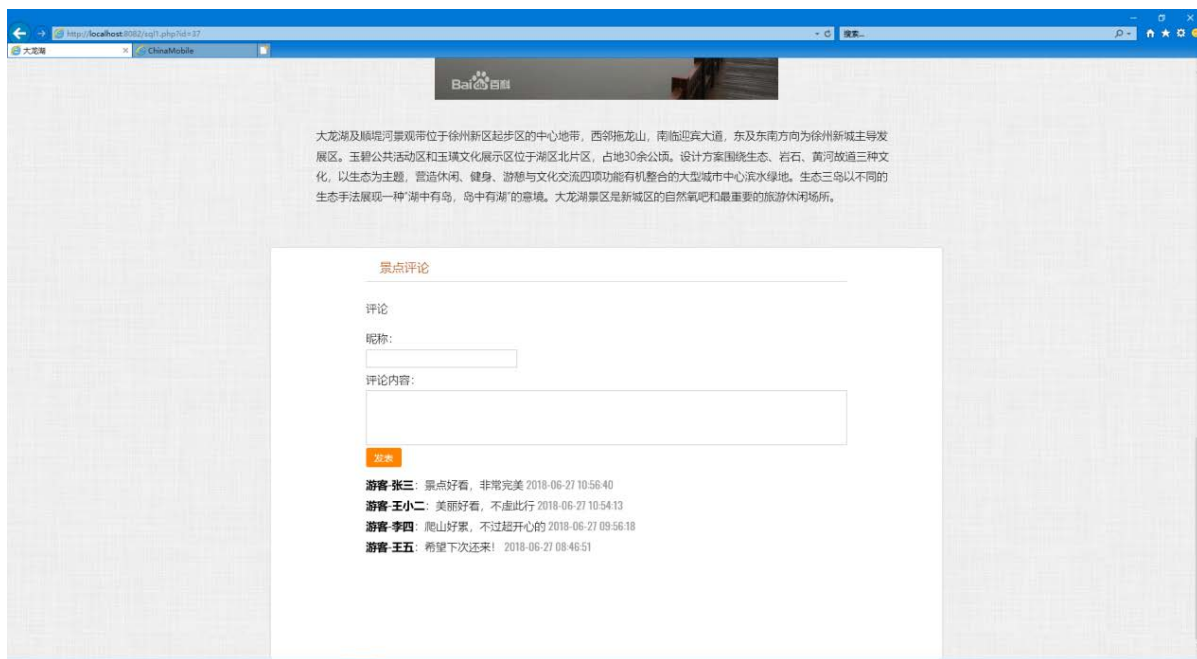 http://localhost:8082/sql1.php?id=37
搜索...
大龙湖
ChinaMobile
Bai du 百科
大龙湖及顺堤河景观带位于徐州新区起步区的中心地带，西邻拖龙山，南临迎宾大道，东及东南方向为徐州新城主导发
展区。玉碧公共活动区和玉璜文化展示区位于湖区北片区，占地30余公顷。设计方案围绕生态、岩石、黄河故道三种文
化，以生态为主题，营造休闲、健身、游憩与文化交流四项功能有机整合的大型城市中心滨水绿地。生态三岛以不同的
生态手法展现一种“湖中有岛，岛中有湖”的意境。大龙湖景区是新城区的自然氧吧和最重要的旅游休闲场所。
景点评论
评论
昵称：
评论内容：
发表
游客-张三：景点好看，非常完美 2018-06-27 10:56:40
游客-王小二：美丽好看，不虚此行 2018-06-27 10:54:13
游客-李四：爬山好累，不过超开心的 2018-06-27 09:56:18
游客-王五：希望下次还来！ 2018-06-27 08:46:51